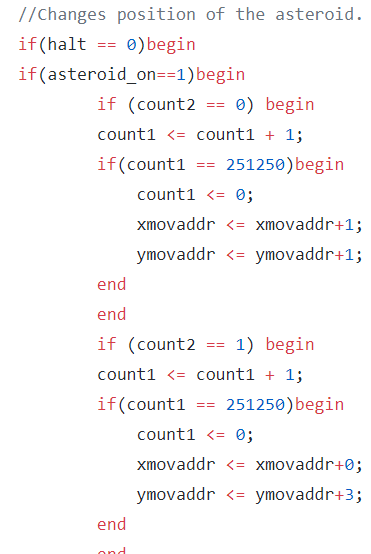 //Changes position of the asteroid.
if(halt == 0)begin
if(asteroid_on==1)begin
if (count2 == 0) begin
count1 <= count1 + 1;
if(count1 == 251250)begin
count1 <= 0;
xmovaddr <= xmovaddr+1;
ymovaddr <= ymovaddr+1;
end
end
if (count2 == 1) begin
count1 <= count1 + 1;
if(count1 == 251250)begin
count1 <= 0;
xmovaddr <= xmovaddr+0;
ymovaddr <= ymovaddr+3;
end
end